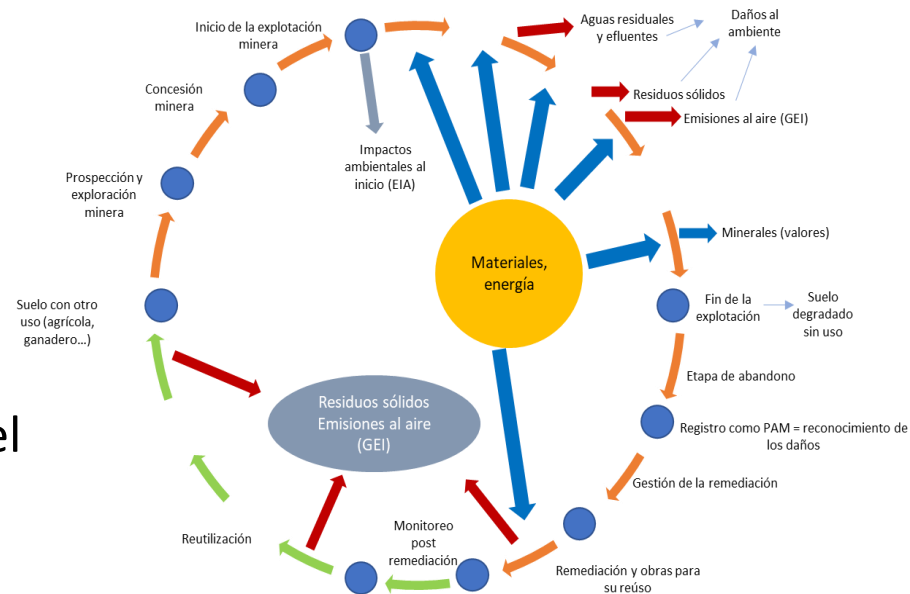 Inicio de la explotación
minera
Aguas residuales
y efluentes
Daños al
ambiente
Concesión
minera
Residuos sólidos
Emisiones al aire (GEI)
Impactos
ambientales al
inicio (EIA)
Prospección y
exploración
minera
Materiales,
energía
Minerales (valores)
Suelo con otro
uso (agrícola,
ganadero...)
Fin de la
explotación
Suelo
degradado
sin uso
Etapa de abandono
Residuos sólidos
Emisiones al aire
(GEI)
el
Registro como PAM = reconocimiento de
los daños
Gestión de la remediación
Reutilización
Monitoreo
post
remediación
Remediación y obras para
su reúso